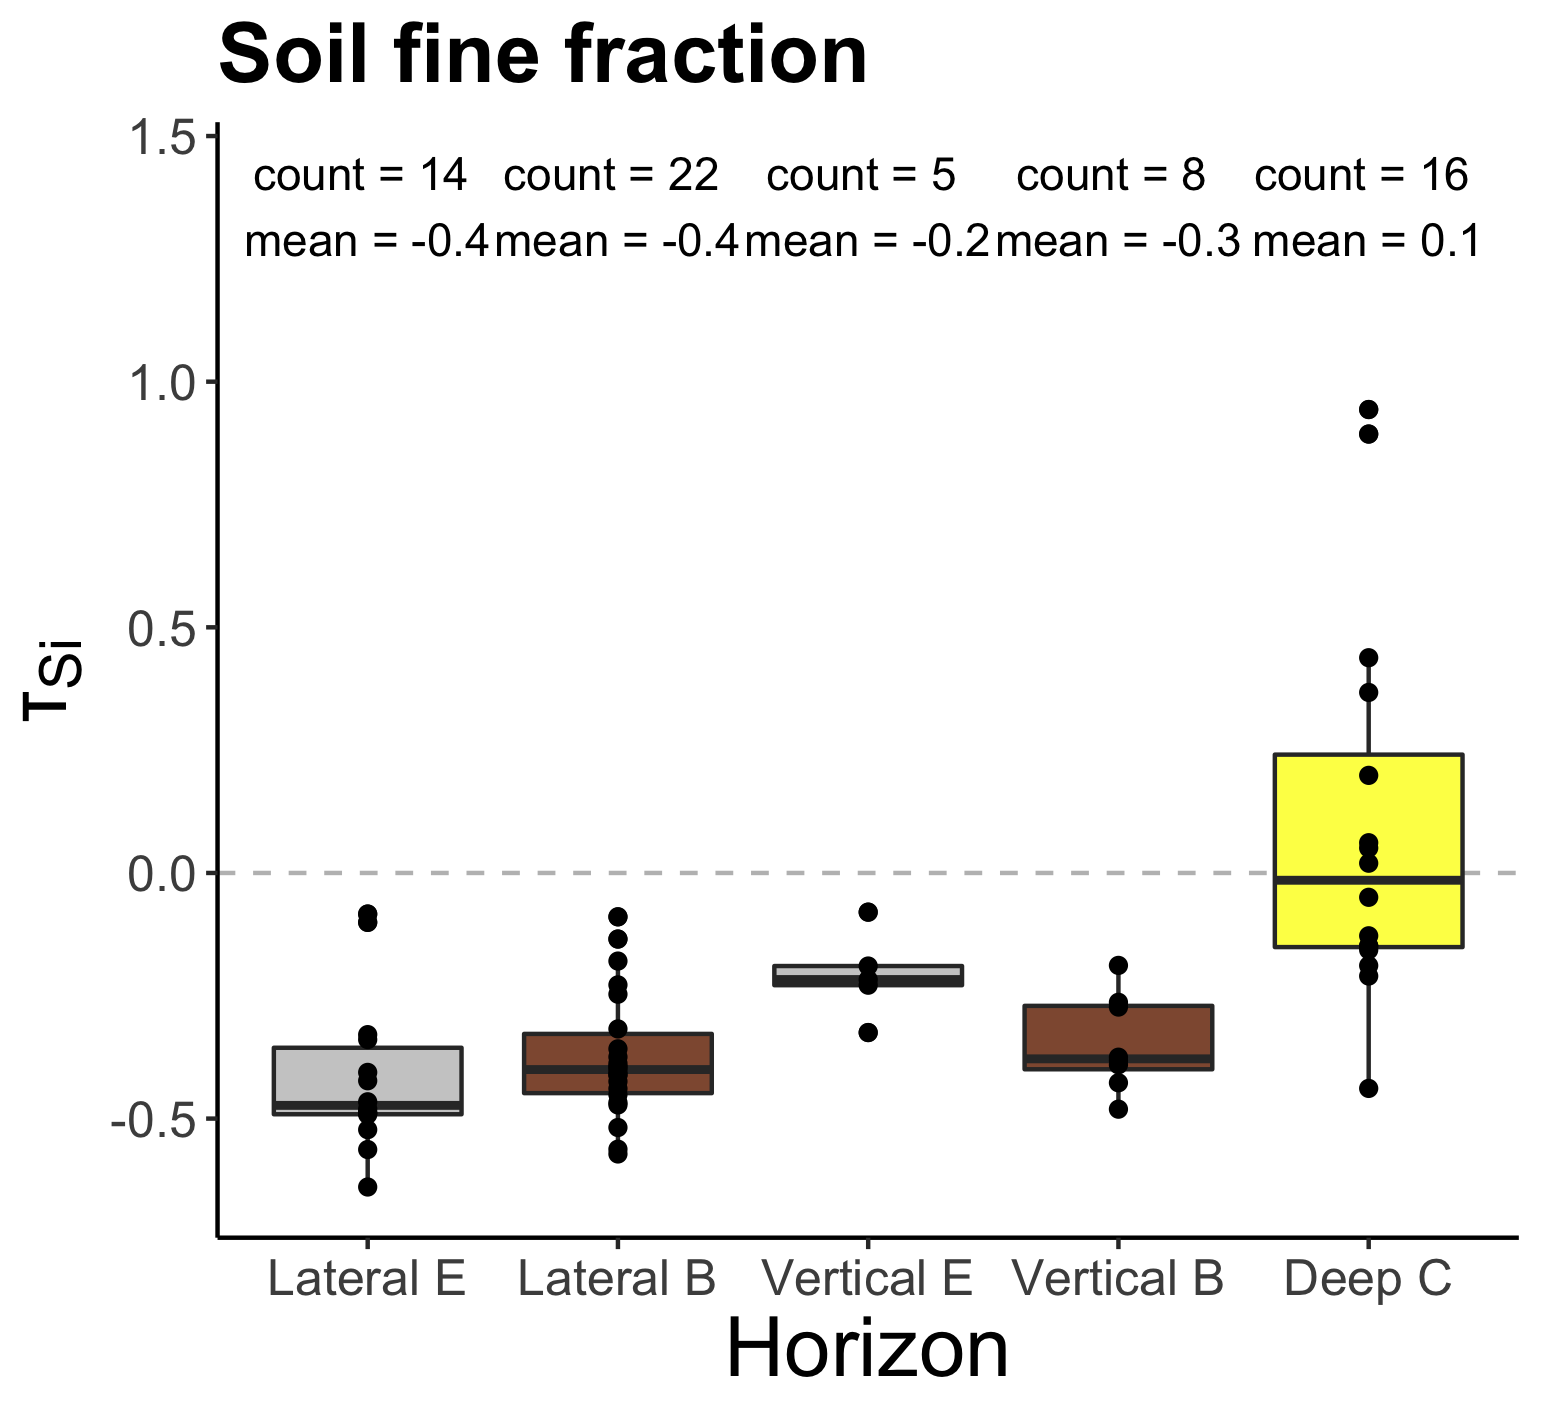 Soil fine fraction
1.5
count = 14 count = 22 count = 5 count = 8 count = 16
mean = -0.4 mean = -0.4 mean = -0.2 mean = -0.3 mean = 0.1
1.0
0.5
0.0
-0.5
TSi
Lateral E Lateral B Vertical E Vertical B Deep C
Horizon